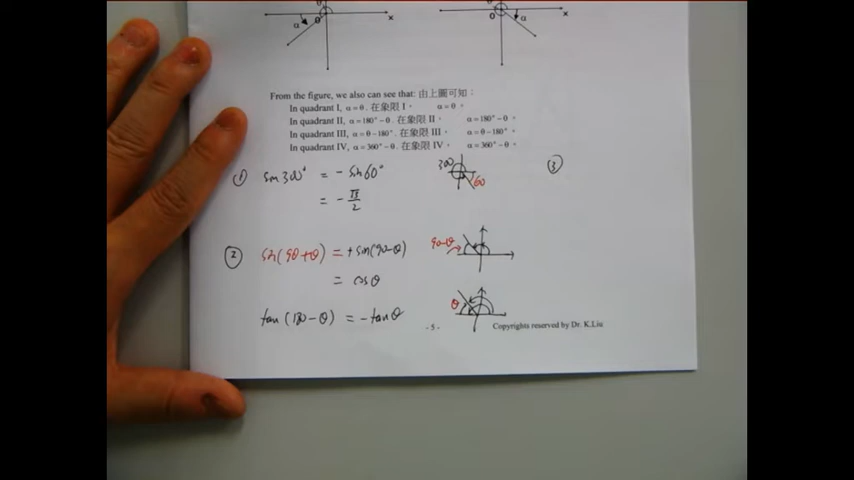 θ
α
0
x
θ
0
α
x
From the figure, we also can see that: 由上圖可知:
In quadrant I, α = θ. 在象限 I, α = θ 。
In quadrant II, α = 180° − θ. 在象限 II, α = 180° − θ 。
In quadrant III, α = θ − 180°. 在象限 III, α = θ − 180° 。
In quadrant IV, α = 360° − θ. 在象限 IV, α = 360° − θ 。
① sin 300° = − sin 60° 300 60 ③
= − √3/2
② sin(90+θ) = + sin(90−θ) 90−θ
= cos θ
tan (180 − θ) = − tan θ θ
- 5 - Copyrights reserved by Dr. K.Liu